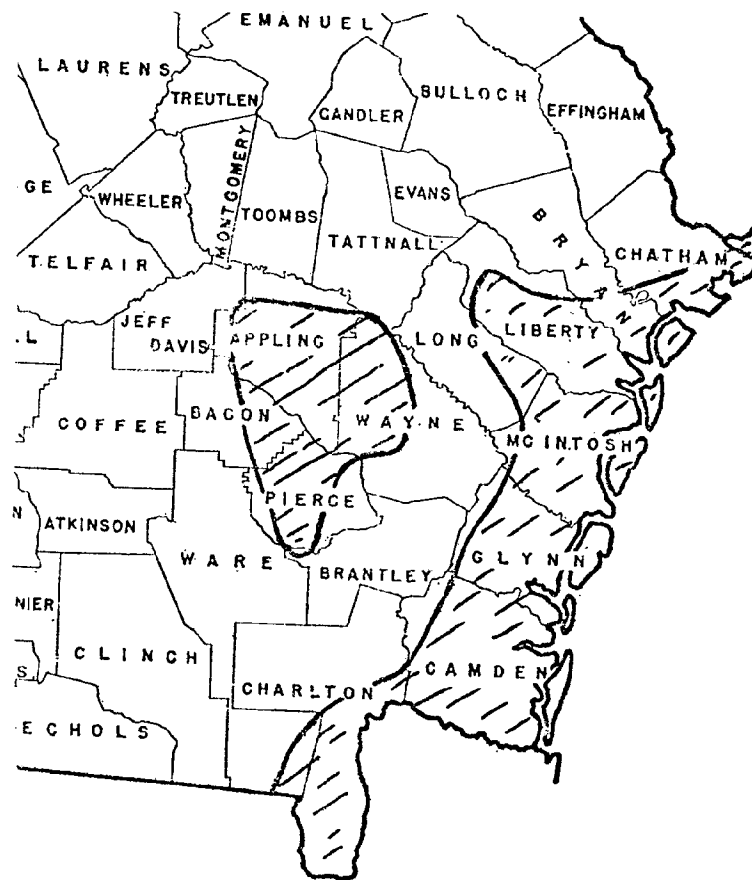 EMANUEL
LAURENS
TREUTLEN
CANDLER
BULLOCH
EFFINGHAM
GE
WHEELER
MONTGOMERY
TOOMBS
EVANS
TATTNALL
BRYAN
CHATHAM
TELFAIR
JEFF
DAVIS
APPLING
LONG
LIBERTY
L
COFFEE
BACON
WAYNE
MCINTOSH
PIERCE
N
ATKINSON
WARE
BRANTLEY
GLYNN
NIER
CLINCH
S
CHARLTON
CAMDEN
ECHOLS